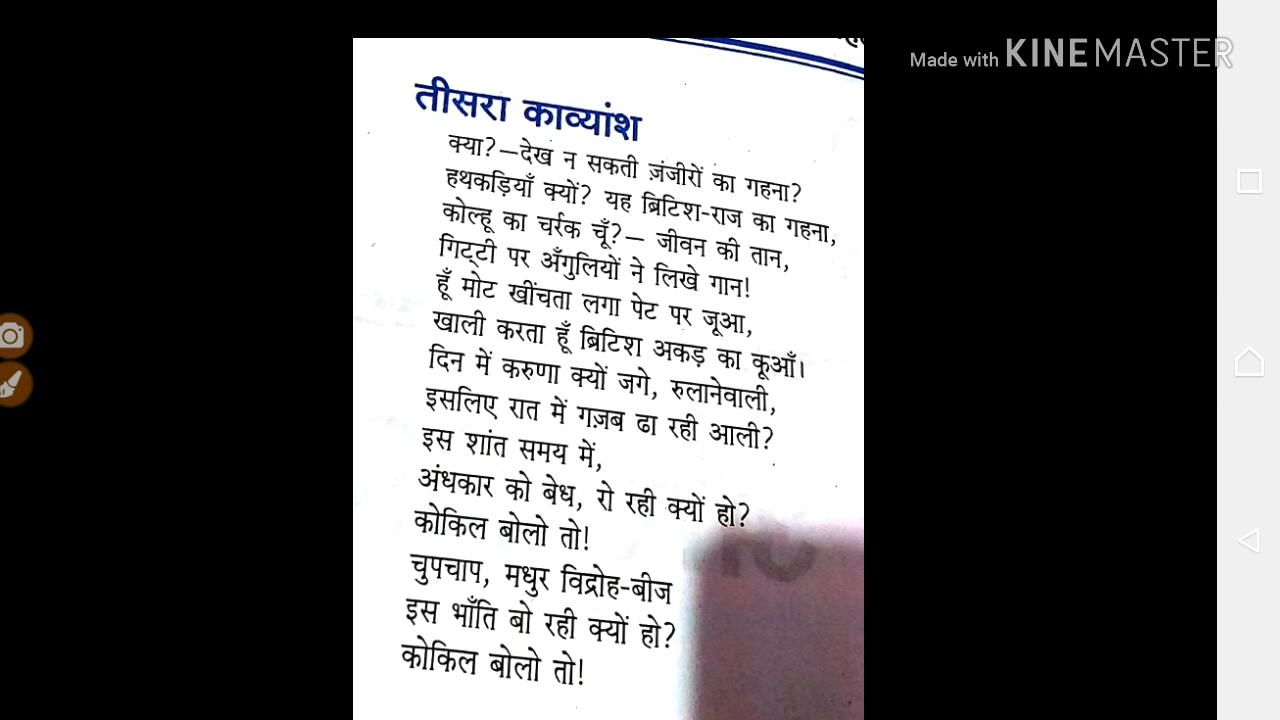 Made with KINEMASTER
तीसरा काव्यांश
क्या?—देख न सकती ज़ंजीरों का गहना?
हथकड़ियाँ क्यों? यह ब्रिटिश-राज का गहना,
कोल्हू का चर्रक चूँ?— जीवन की तान,
गिट्टी पर अँगुलियों ने लिखे गान!
हूँ मोट खींचता लगा पेट पर जूआ,
खाली करता हूँ ब्रिटिश अकड़ का कूआँ।
दिन में करुणा क्यों जगे, रुलानेवाली,
इसलिए रात में गज़ब ढा रही आली?
इस शांत समय में,
अंधकार को बेध, रो रही क्यों हो?
कोकिल बोलो तो!
चुपचाप, मधुर विद्रोह-बीज
इस भाँति बो रही क्यों हो?
कोकिल बोलो तो!